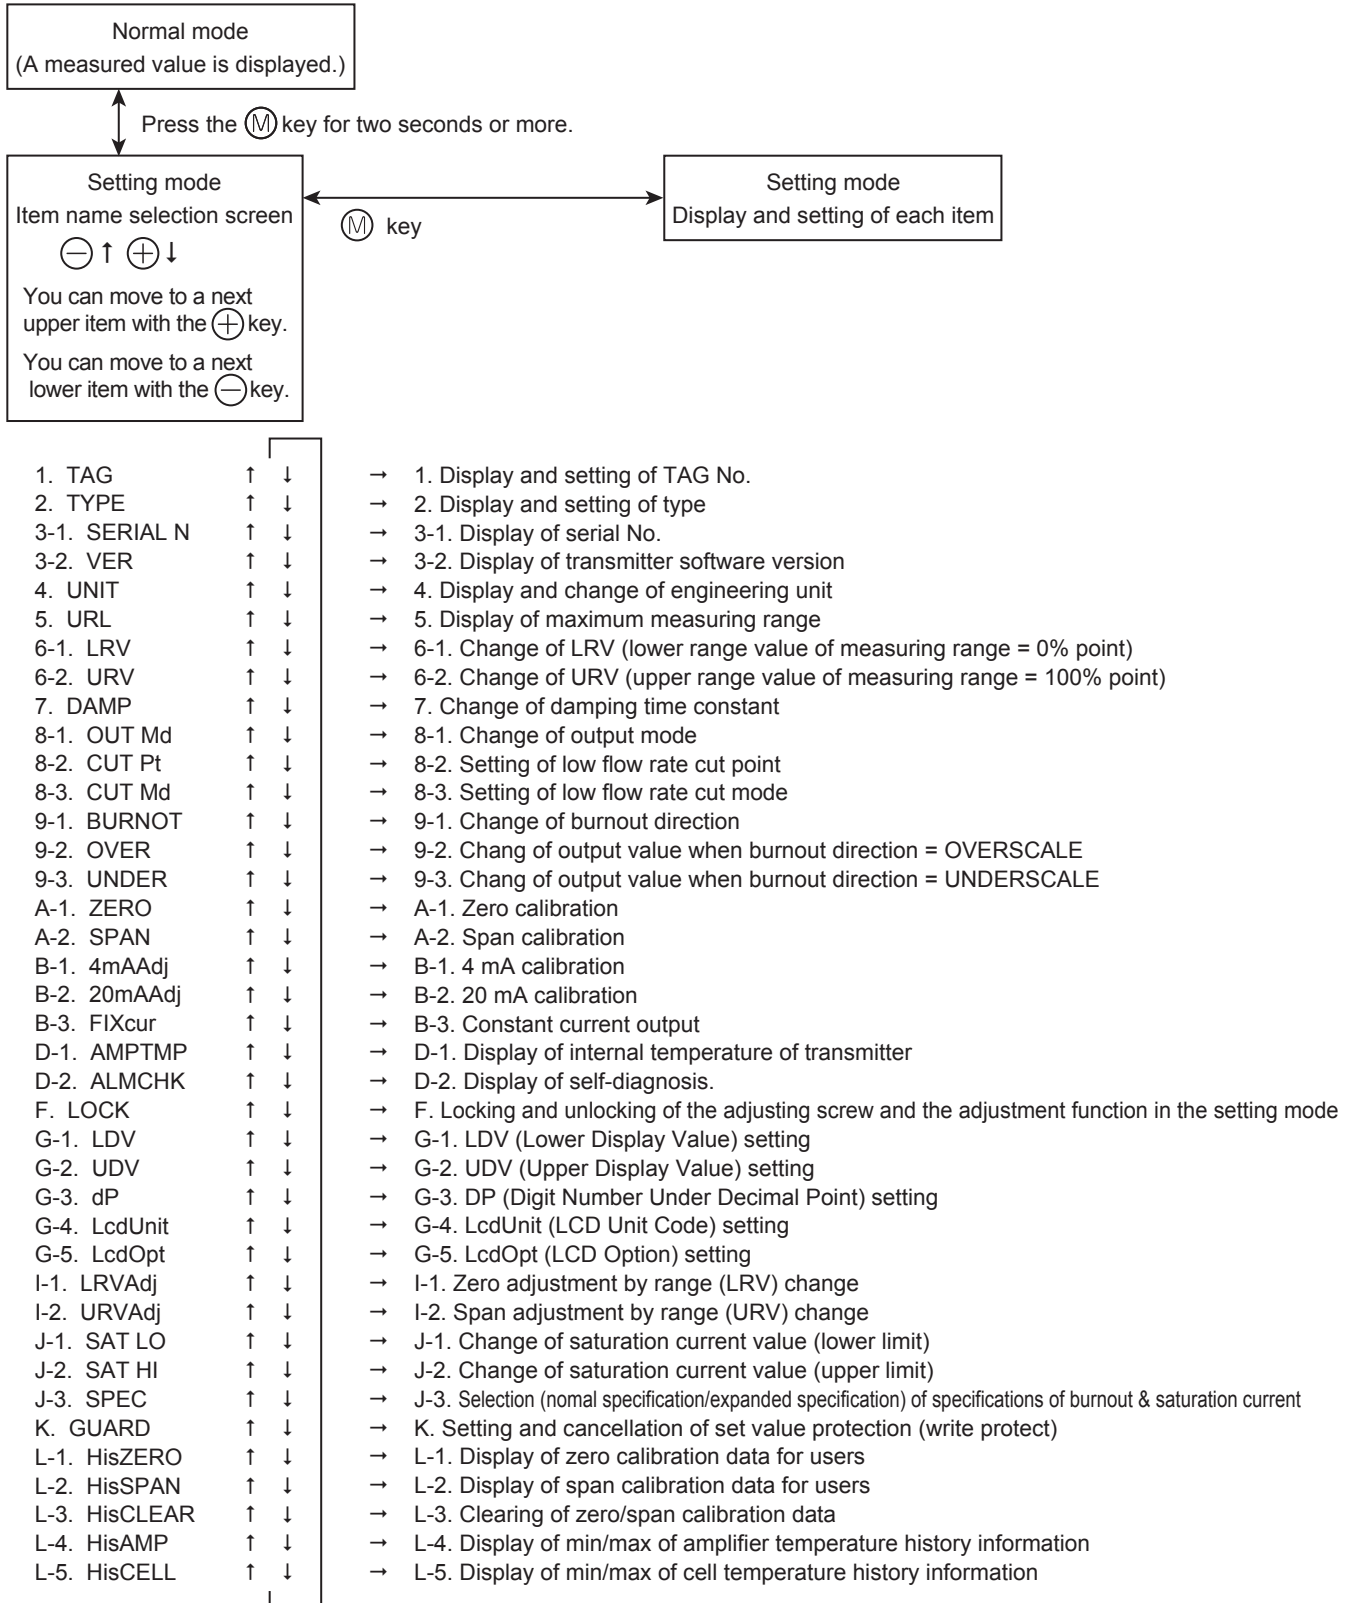 Normal mode
(A measured value is displayed.)
Press the Ⓜ key for two seconds or more.
Setting mode
Item name selection screen
⊖ ↑ ⊕ ↓
You can move to a next
upper item with the ⊕ key.
You can move to a next
lower item with the ⊖ key.
Ⓜ key
Setting mode
Display and setting of each item
1. TAG ↑ ↓ → 1. Display and setting of TAG No.
2. TYPE ↑ ↓ → 2. Display and setting of type
3-1. SERIAL N ↑ ↓ → 3-1. Display of serial No.
3-2. VER ↑ ↓ → 3-2. Display of transmitter software version
4. UNIT ↑ ↓ → 4. Display and change of engineering unit
5. URL ↑ ↓ → 5. Display of maximum measuring range
6-1. LRV ↑ ↓ → 6-1. Change of LRV (lower range value of measuring range = 0% point)
6-2. URV ↑ ↓ → 6-2. Change of URV (upper range value of measuring range = 100% point)
7. DAMP ↑ ↓ → 7. Change of damping time constant
8-1. OUT Md ↑ ↓ → 8-1. Change of output mode
8-2. CUT Pt ↑ ↓ → 8-2. Setting of low flow rate cut point
8-3. CUT Md ↑ ↓ → 8-3. Setting of low flow rate cut mode
9-1. BURNOT ↑ ↓ → 9-1. Change of burnout direction
9-2. OVER ↑ ↓ → 9-2. Chang of output value when burnout direction = OVERSCALE
9-3. UNDER ↑ ↓ → 9-3. Chang of output value when burnout direction = UNDERSCALE
A-1. ZERO ↑ ↓ → A-1. Zero calibration
A-2. SPAN ↑ ↓ → A-2. Span calibration
B-1. 4mAAdj ↑ ↓ → B-1. 4 mA calibration
B-2. 20mAAdj ↑ ↓ → B-2. 20 mA calibration
B-3. FIXcur ↑ ↓ → B-3. Constant current output
D-1. AMPTMP ↑ ↓ → D-1. Display of internal temperature of transmitter
D-2. ALMCHK ↑ ↓ → D-2. Display of self-diagnosis.
F. LOCK ↑ ↓ → F. Locking and unlocking of the adjusting screw and the adjustment function in the setting mode
G-1. LDV ↑ ↓ → G-1. LDV (Lower Display Value) setting
G-2. UDV ↑ ↓ → G-2. UDV (Upper Display Value) setting
G-3. dP ↑ ↓ → G-3. DP (Digit Number Under Decimal Point) setting
G-4. LcdUnit ↑ ↓ → G-4. LcdUnit (LCD Unit Code) setting
G-5. LcdOpt ↑ ↓ → G-5. LcdOpt (LCD Option) setting
I-1. LRVAdj ↑ ↓ → I-1. Zero adjustment by range (LRV) change
I-2. URVAdj ↑ ↓ → I-2. Span adjustment by range (URV) change
J-1. SAT LO ↑ ↓ → J-1. Change of saturation current value (lower limit)
J-2. SAT HI ↑ ↓ → J-2. Change of saturation current value (upper limit)
J-3. SPEC ↑ ↓ → J-3. Selection (nomal specification/expanded specification) of specifications of burnout & saturation current
K. GUARD ↑ ↓ → K. Setting and cancellation of set value protection (write protect)
L-1. HisZERO ↑ ↓ → L-1. Display of zero calibration data for users
L-2. HisSPAN ↑ ↓ → L-2. Display of span calibration data for users
L-3. HisCLEAR ↑ ↓ → L-3. Clearing of zero/span calibration data
L-4. HisAMP ↑ ↓ → L-4. Display of min/max of amplifier temperature history information
L-5. HisCELL ↑ ↓ → L-5. Display of min/max of cell temperature history information